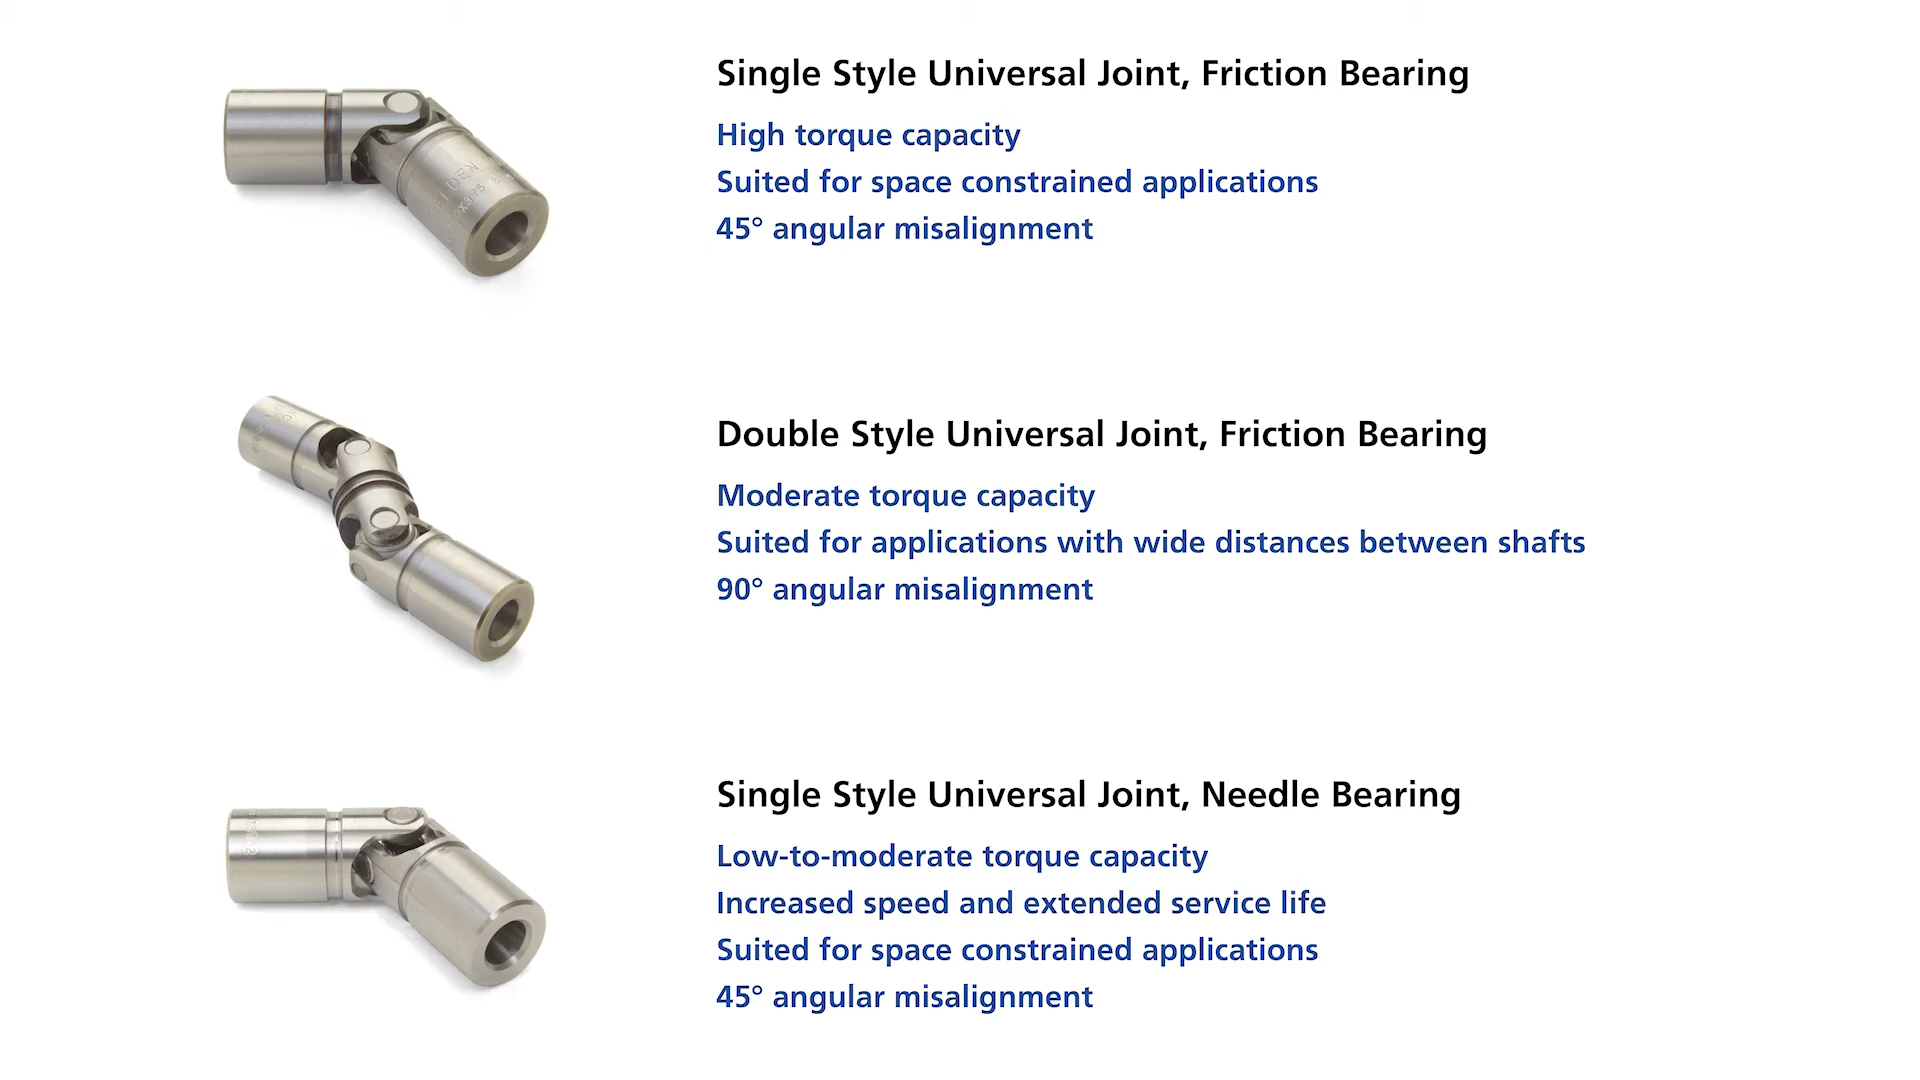 Single Style Universal Joint, Friction Bearing
High torque capacity
Suited for space constrained applications
45° angular misalignment
Double Style Universal Joint, Friction Bearing
Moderate torque capacity
Suited for applications with wide distances between shafts
90° angular misalignment
Single Style Universal Joint, Needle Bearing
Low-to-moderate torque capacity
Increased speed and extended service life
Suited for space constrained applications
45° angular misalignment